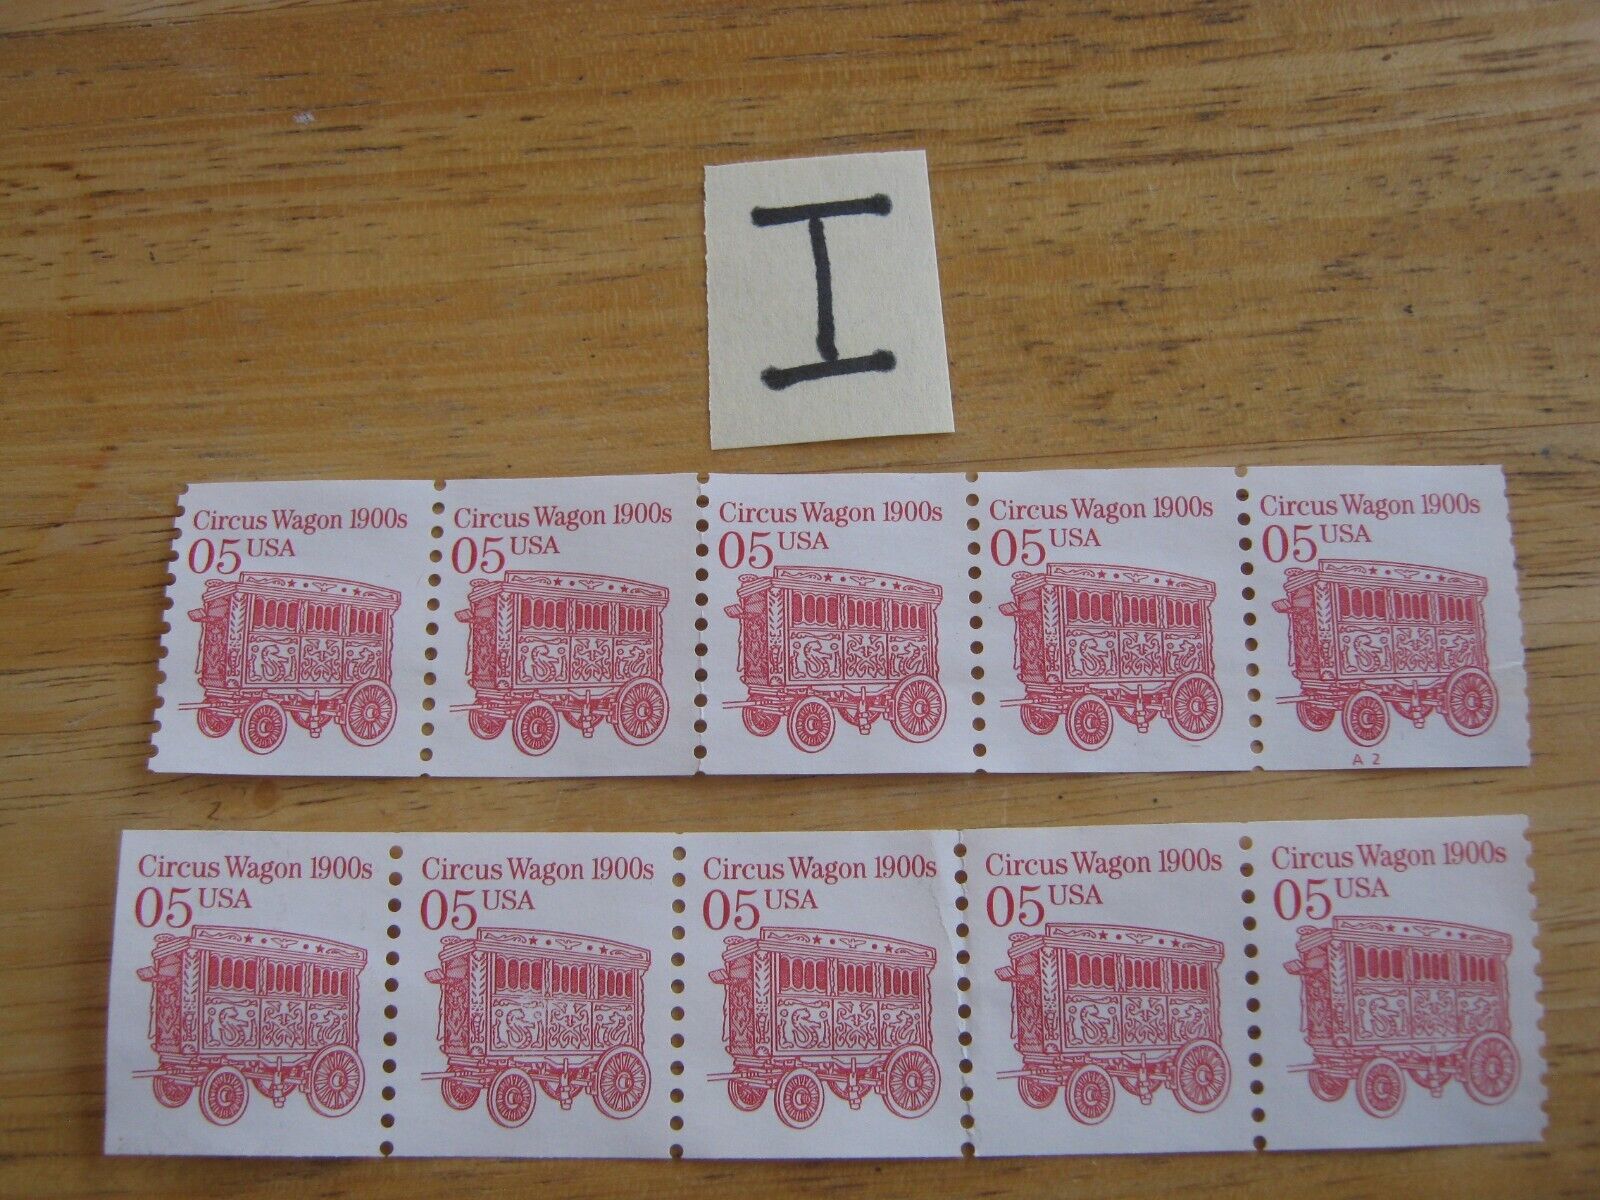 I
Circus Wagon 1900s Circus Wagon 1900s Circus Wagon 1900s Circus Wagon 1900s Circus Wagon 1900s
05 USA 05 USA 05 USA 05 USA 05 USA
A 2
Circus Wagon 1900s Circus Wagon 1900s Circus Wagon 1900s Circus Wagon 1900s Circus Wagon 1900s
05 USA 05 USA 05 USA 05 USA 05 USA